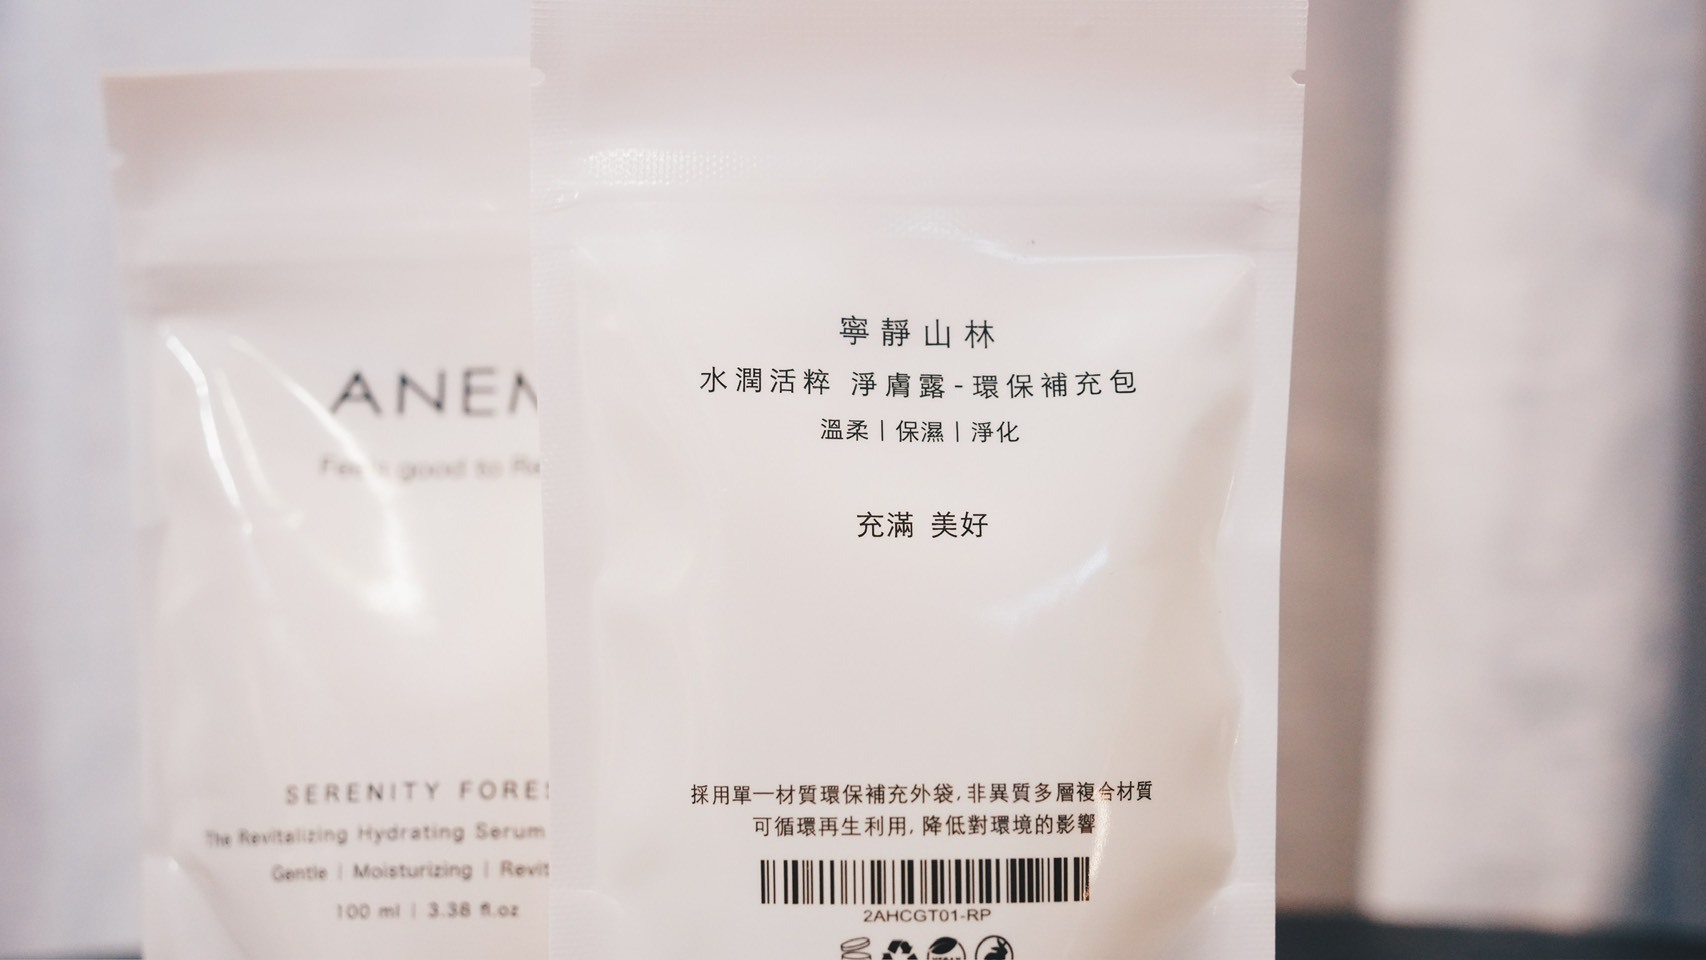 ANEM
good to
SERENITY FORES
The Revitalizing Hydrating Serum
Gentle | Moisturizing | Revit
100 ml | 3.38 fl.oz
寧靜山林
水潤活粹 淨膚露-環保補充包
溫柔 | 保濕 | 淨化
充滿 美好
採用單一材質環保補充外袋, 非異質多層複合材質
可循環再生利用, 降低對環境的影響
2AHCGT01-RP
VEGAN